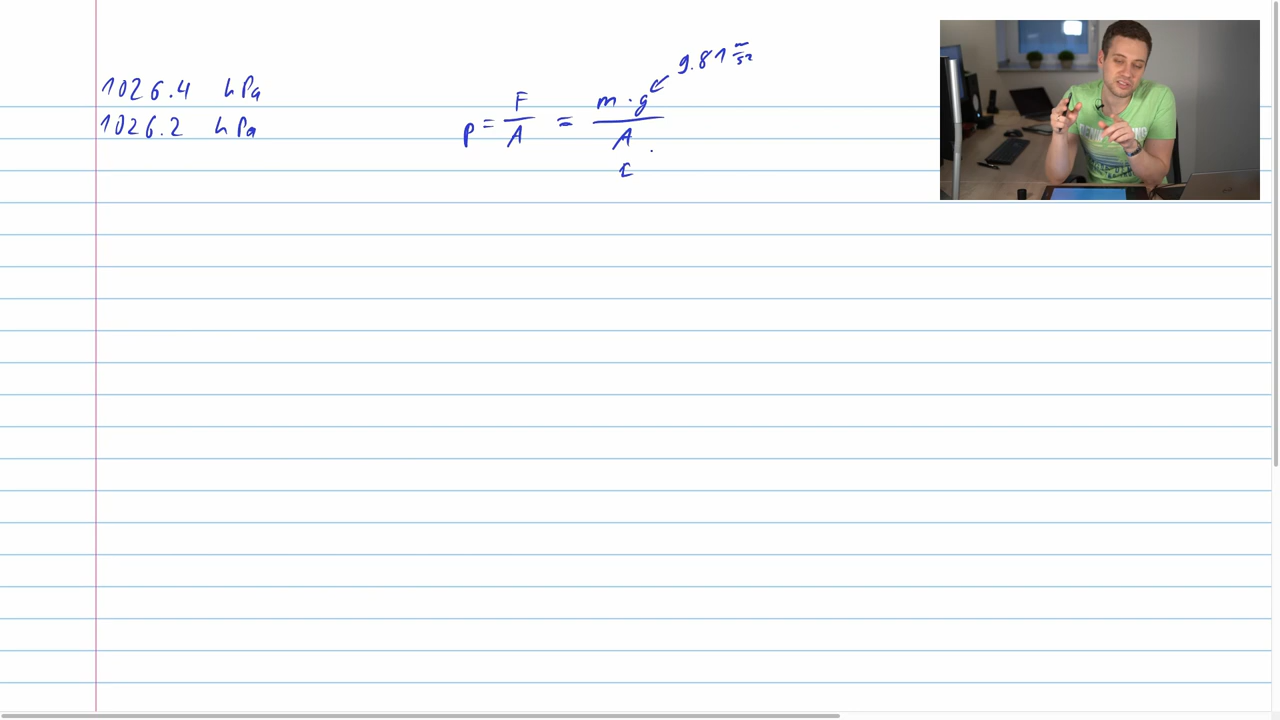 1026.4 hPa
1026.2 hPa
p = F/A = m·g/A
9.81 m/s²